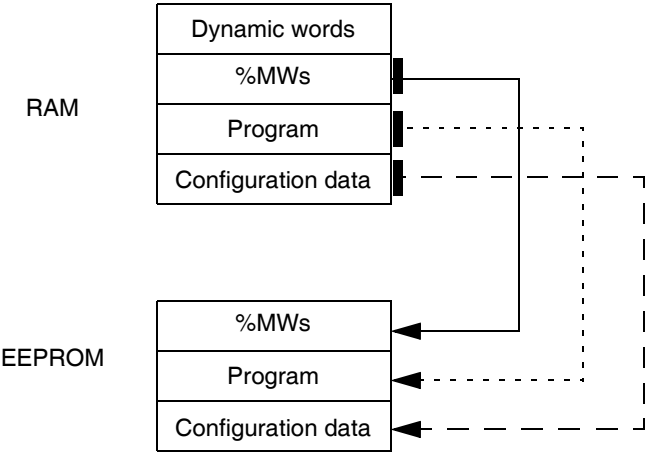 Dynamic words
%MWs
RAM
Program
Configuration data
%MWs
EEPROM
Program
Configuration data